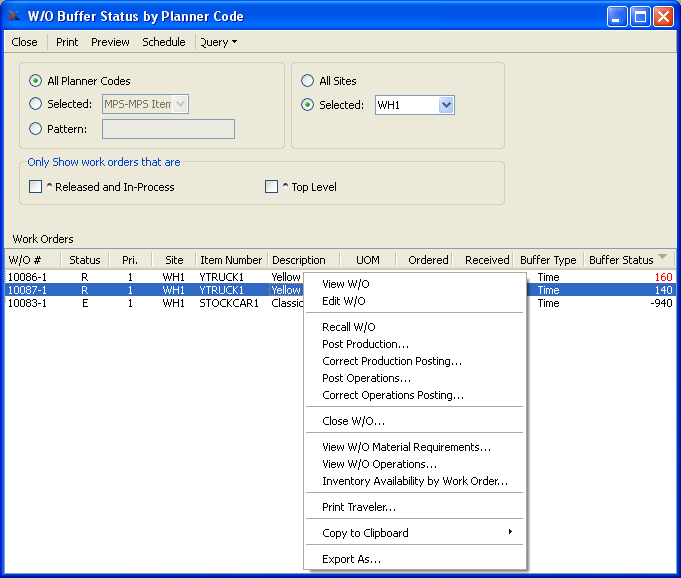 W/O Buffer Status by Planner Code
Close Print Preview Schedule Query
All Planner Codes
Selected: MPS-MPS Item
Pattern:
All Sites
Selected: WH1
Only Show work orders that are
^ Released and In-Process ^ Top Level
Work Orders
W/O # Status Pri. Site Item Number Description UOM Ordered Received Buffer Type Buffer Status
10086-1 R 1 WH1 YTRUCK1 Yellow Time 160
10087-1 R 1 WH1 YTRUCK1 Yellow Time 140
10083-1 E 1 WH1 STOCKCAR1 Classic Time -940
View W/O
Edit W/O
Recall W/O
Post Production...
Correct Production Posting...
Post Operations...
Correct Operations Posting...
Close W/O...
View W/O Material Requirements...
View W/O Operations...
Inventory Availability by Work Order...
Print Traveler...
Copy to Clipboard
Export As...